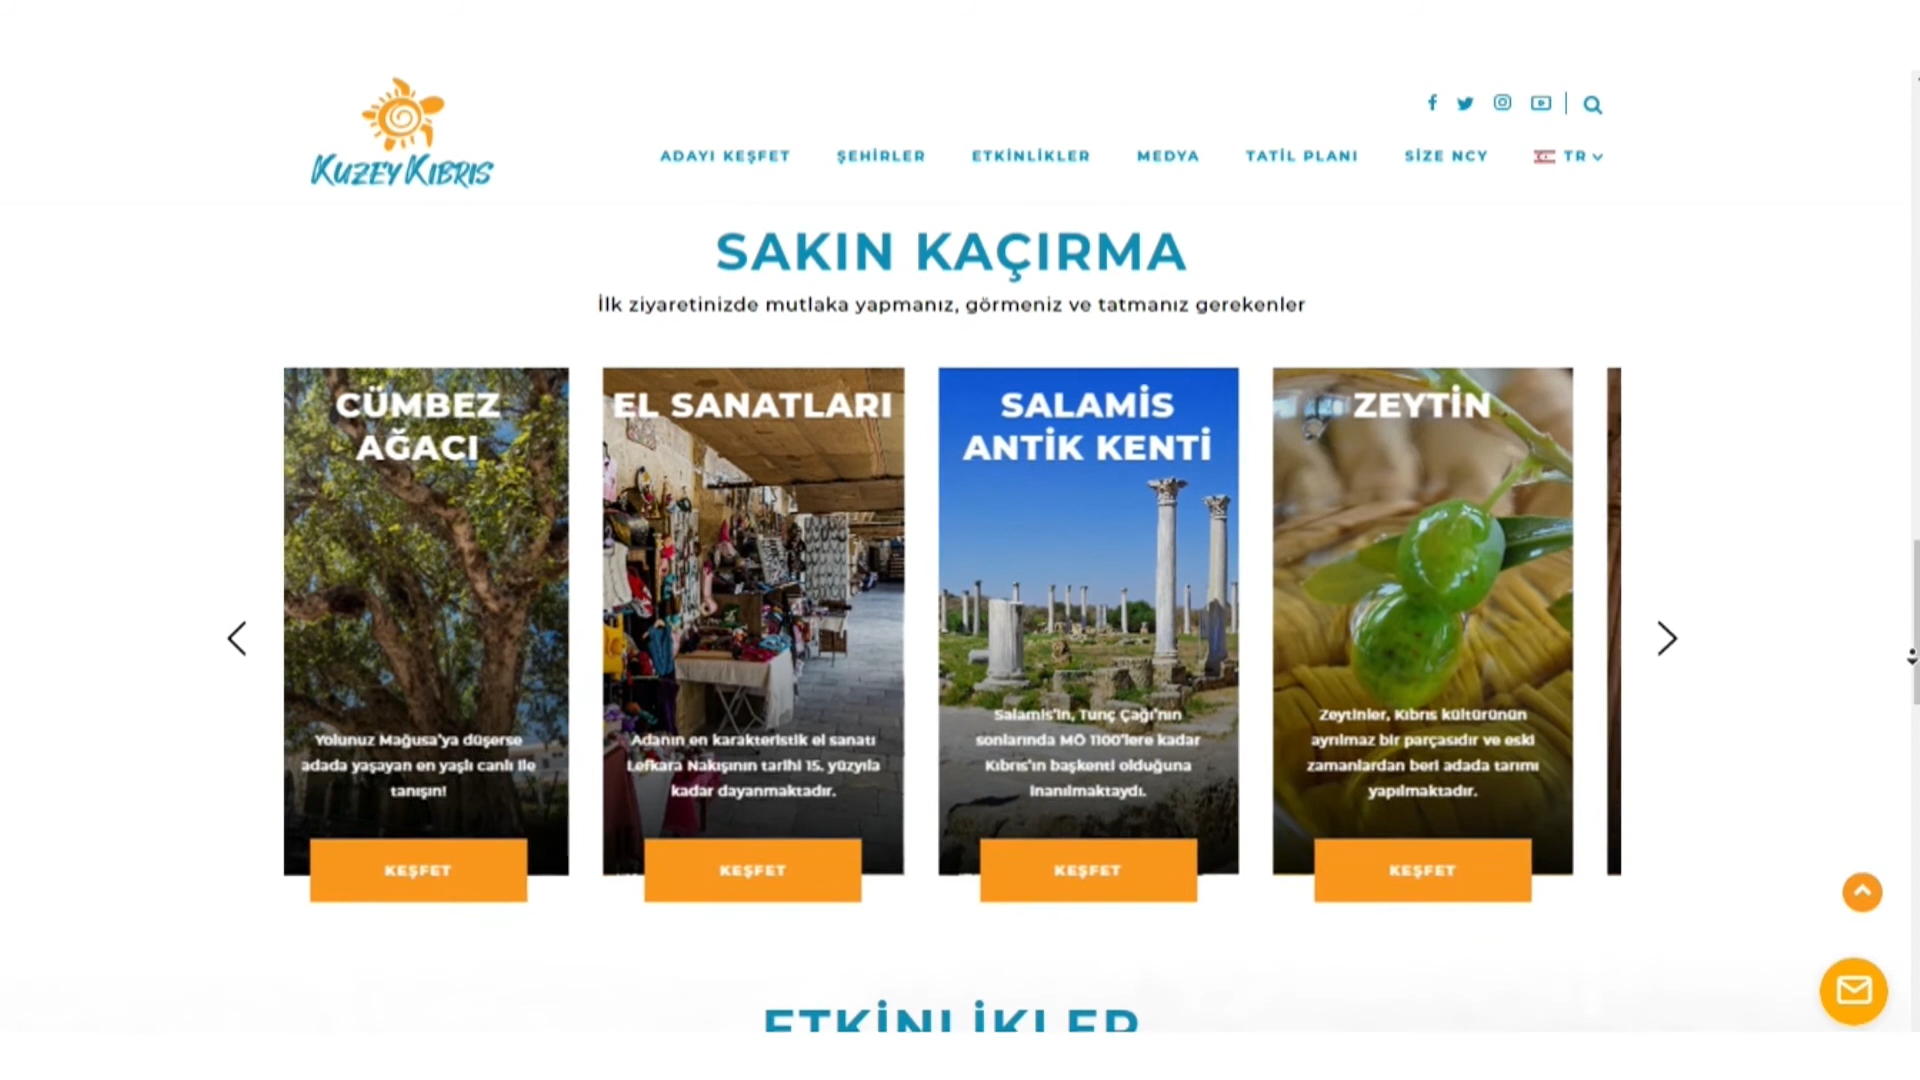 KUZEY KIBRIS
ADAYI KEŞFET ŞEHİRLER ETKİNLİKLER MEDYA TATİL PLANI SİZE NCY TR
SAKIN KAÇIRMA
İlk ziyaretinizde mutlaka yapmanız, görmeniz ve tatmanız gerekenler
CÜMBEZ
AĞACI
Yolunuz Mağusa'ya düşerse
adada yaşayan en yaşlı canlı ile
tanışın!
KEŞFET
EL SANATLARI
Adanın en karakteristik el sanatı
Lefkara Nakışının tarihi 15. yüzyıla
kadar dayanmaktadır.
KEŞFET
SALAMİS
ANTİK KENTİ
Salamis'in, Tunç Çağı'nın
sonlarında MÖ 1100'lere kadar
Kıbrıs'ın başkenti olduğuna
inanılmaktaydı.
KEŞFET
ZEYTİN
Zeytinler, Kıbrıs kültürünün
ayrılmaz bir parçasıdır ve eski
zamanlardan beri adada tarımı
yapılmaktadır.
KEŞFET
ETKİNLİKLER